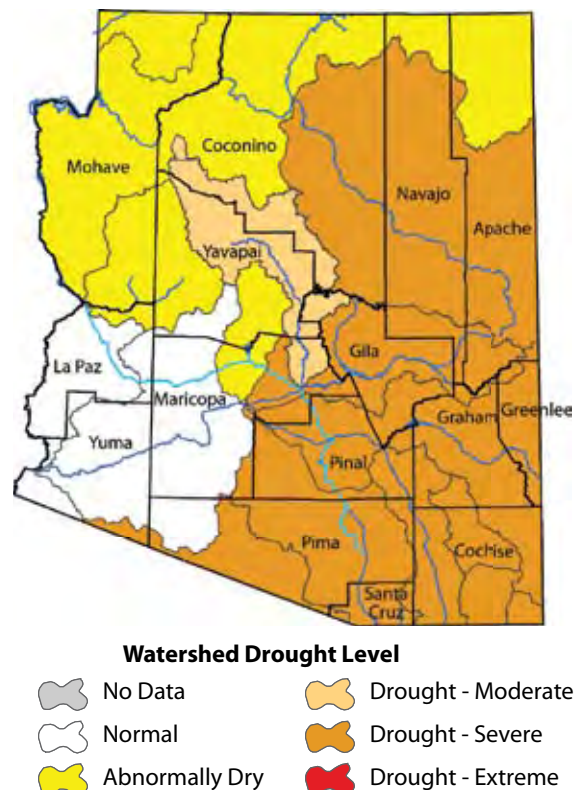 Coconino
Mohave
Navajo
Apache
Yavapai
Gila
La Paz
Maricopa
Graham
Greenlee
Yuma
Pinal
Pima
Cochise
Santa
Cruz
Watershed Drought Level
No Data
Drought - Moderate
Normal
Drought - Severe
Abnormally Dry
Drought - Extreme